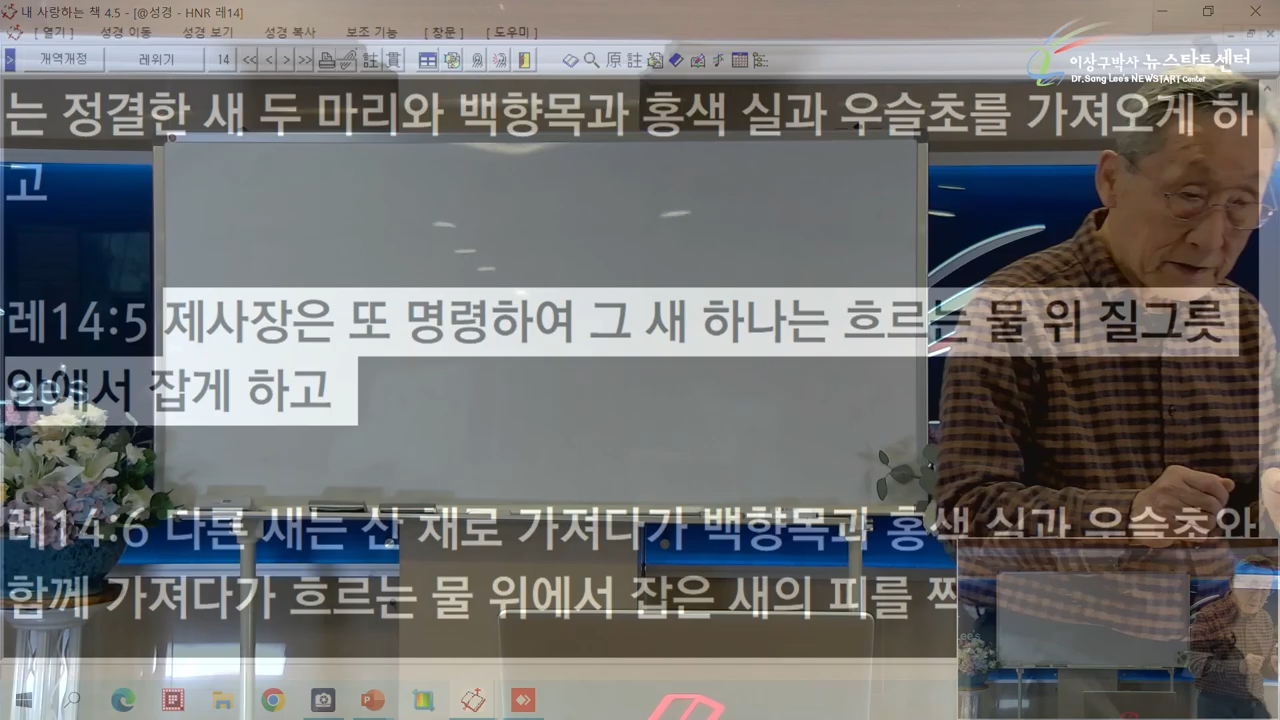 내 사랑하는 책 4.5 - [@성경 - HNR 레14]
[ 열기 ] 성경 이동 성경 보기 성경 복사 보조 기능 [ 창문 ] [ 도우미 ]
개역개정 레위기 14 << < > >> 註 貫 原 註
이상구박사 뉴스타트센터
Dr. Sang Lee's NEWSTART Center
는 정결한 새 두 마리와 백향목과 홍색 실과 우슬초를 가져오게 하
고
레14:5 제사장은 또 명령하여 그 새 하나는 흐르는 물 위 질그릇
안에서 잡게 하고
레14:6 다른 새는 산 채로 가져다가 백향목과 홍색 실과 우슬초와
함께 가져다가 흐르는 물 위에서 잡은 새의 피를 찍